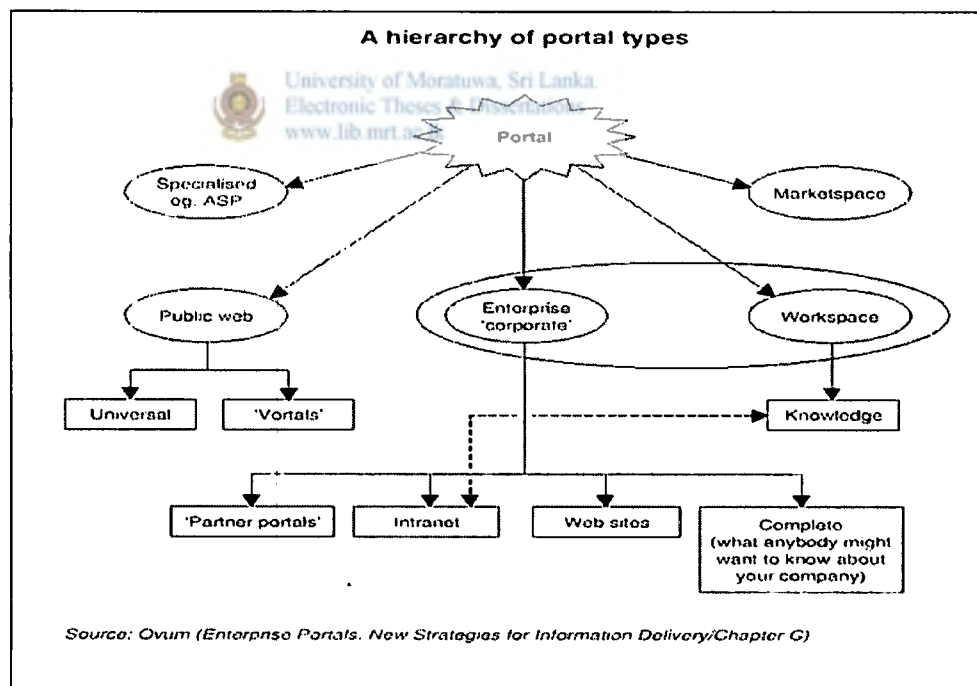 A hierarchy of portal types
University of Moratuwa, Sri Lanka.
Electronic Theses & Dissertations
www.lib.mrt.ac.lk
Portal
Specialised
eg. ASP
Marketspace
Public web
Enterprise
'corporate'
Workspace
Universal
'Vortals'
Knowledge
'Partner portals'
Intranet
Web sites
Complete
(what anybody might
want to know about
your company)
Source: Ovum (Enterprise Portals. New Strategies for Information Delivery/Chapter G)